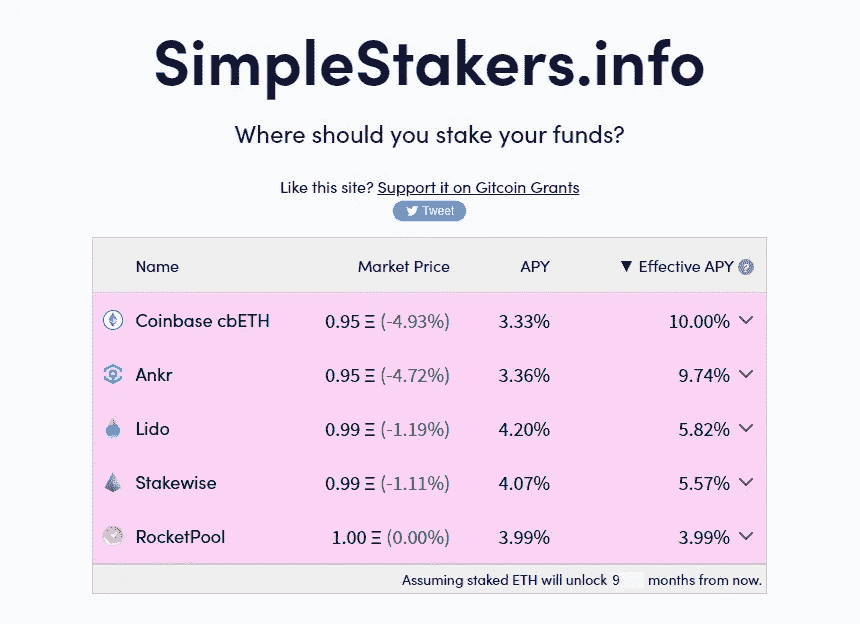 SimpleStakers.info
Where should you stake your funds?
Like this site? Support it on Gitcoin Grants
Tweet
Name Market Price APY ▼ Effective APY ?
Coinbase cbETH 0.95 Ξ (-4.93%) 3.33% 10.00%
Ankr 0.95 Ξ (-4.72%) 3.36% 9.74%
Lido 0.99 Ξ (-1.19%) 4.20% 5.82%
Stakewise 0.99 Ξ (-1.11%) 4.07% 5.57%
RocketPool 1.00 Ξ (0.00%) 3.99% 3.99%
Assuming staked ETH will unlock 9 months from now.